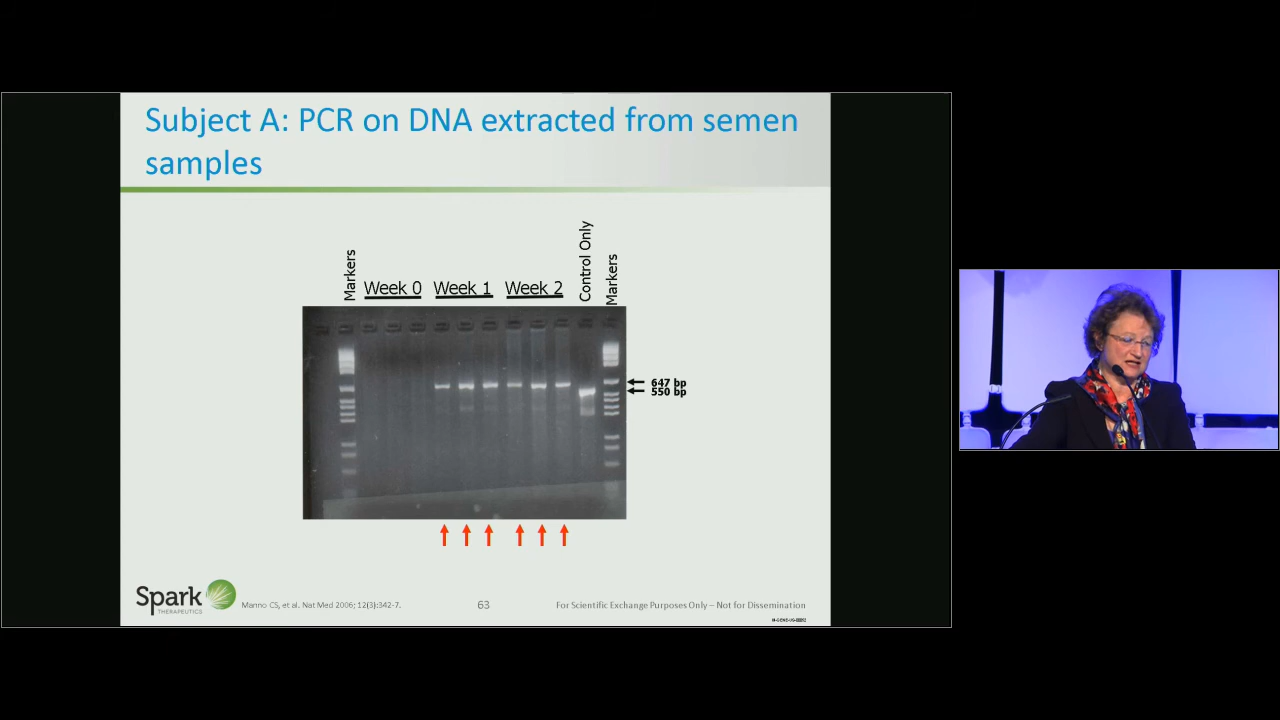 Subject A: PCR on DNA extracted from semen
samples
Markers
Week 0
Week 1
Week 2
Control Only
Markers
647 bp
550 bp
Spark
THERAPEUTICS
Manno CS, et al. Nat Med 2006; 12(3):342-7.
63
For Scientific Exchange Purposes Only – Not for Dissemination